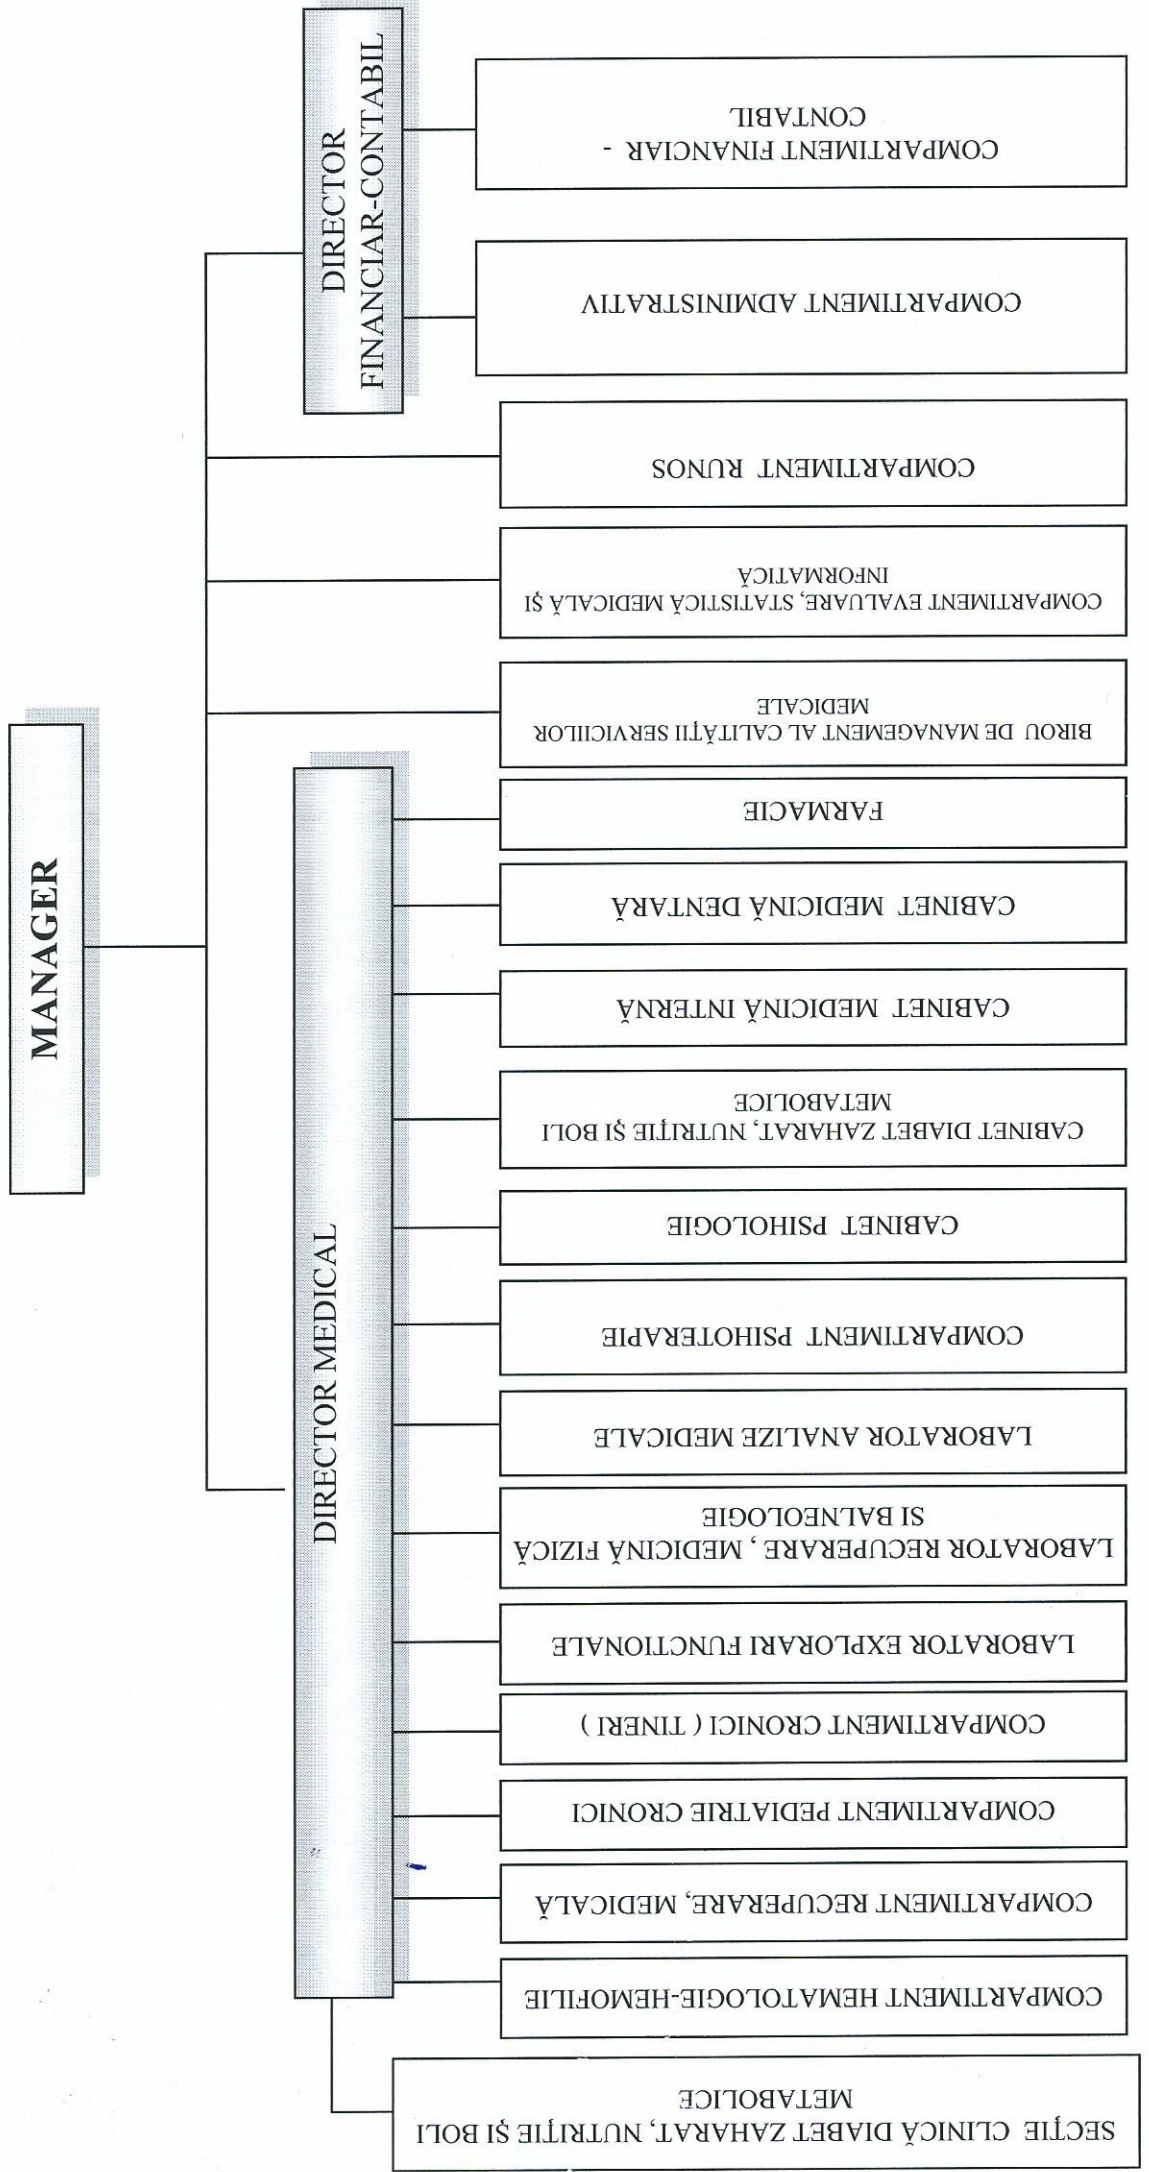 MANAGER
DIRECTOR MEDICAL
DIRECTOR
FINANCIAR-CONTABIL
SECŢIE CLINICĂ DIABET ZAHARAT, NUTRIŢIE ŞI BOLI
METABOLICE
COMPARTIMENT HEMATOLOGIE-HEMOFILIE
COMPARTIMENT RECUPERARE, MEDICALĂ
COMPARTIMENT PEDIATRIE CRONICI
COMPARTIMENT CRONICI ( TINERI )
LABORATOR EXPLORARI FUNCTIONALE
LABORATOR RECUPERARE , MEDICINĂ FIZICĂ
SI BALNEOLOGIE
LABORATOR ANALIZE MEDICALE
COMPARTIMENT PSIHOTERAPIE
CABINET PSIHOLOGIE
CABINET DIABET ZAHARAT, NUTRIŢIE ŞI BOLI
METABOLICE
CABINET MEDICINĂ INTERNĂ
CABINET MEDICINĂ DENTARĂ
FARMACIE
BIROU DE MANAGEMENT AL CALITĂŢII SERVICIILOR
MEDICALE
COMPARTIMENT EVALUARE, STATISTICĂ MEDICALĂ ŞI
INFORMATICĂ
COMPARTIMENT RUNOS
COMPARTIMENT ADMINISTRATIV
COMPARTIMENT FINANCIAR -
CONTABIL